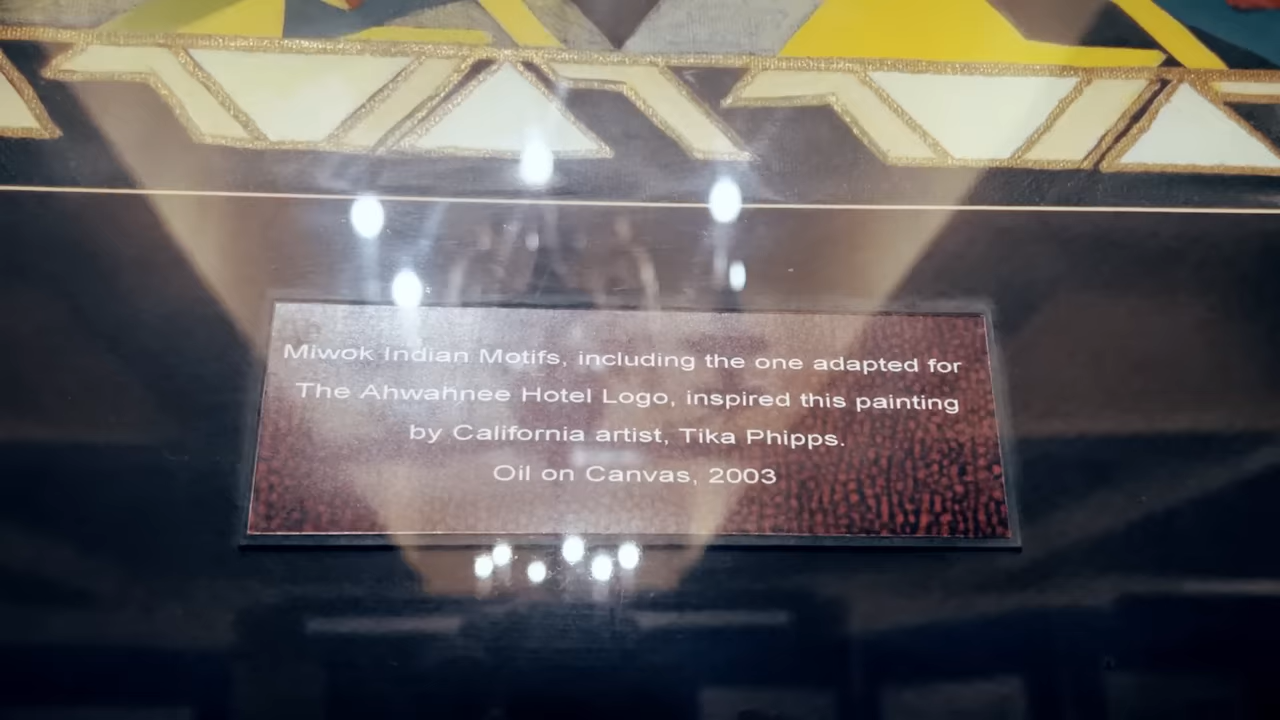 Miwok Indian Motifs, including the one adapted for
The Ahwahnee Hotel Logo, inspired this painting
by California artist, Tika Phipps.
Oil on Canvas, 2003